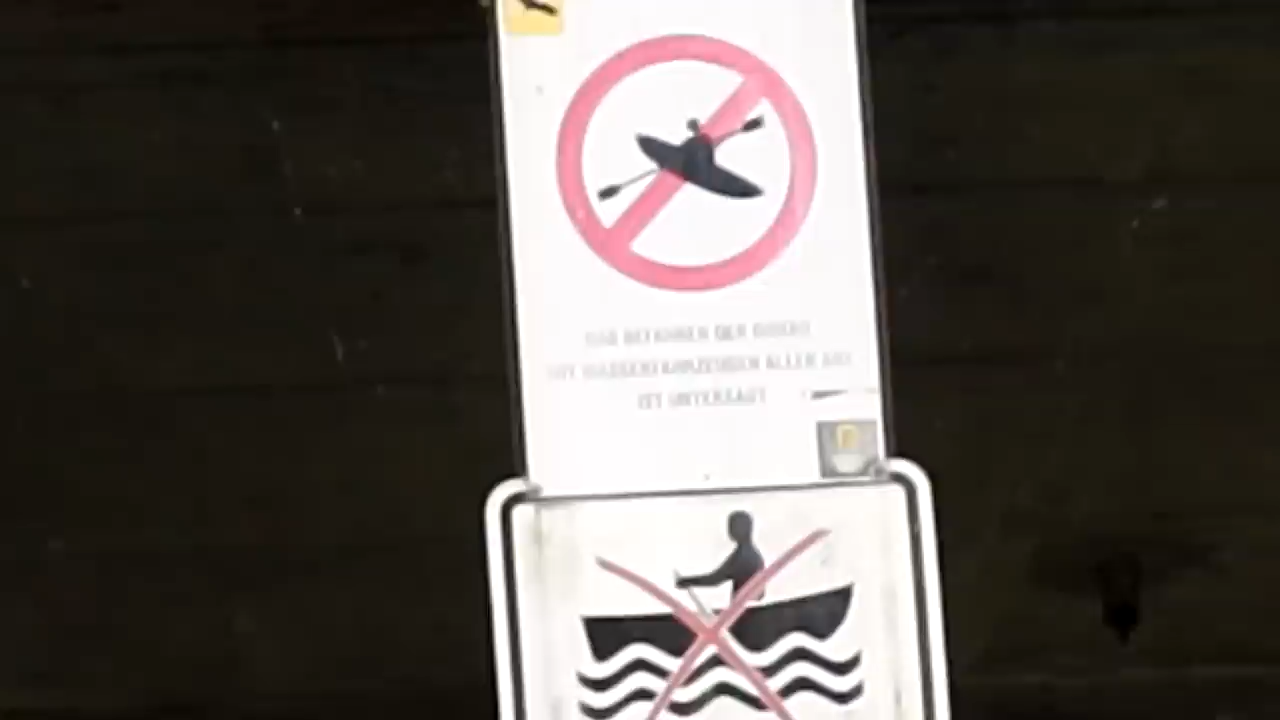 DAS BEFAHREN DER
MIT WASSERFAHRZEUGEN ALLER ART
IST UNTERSAGT